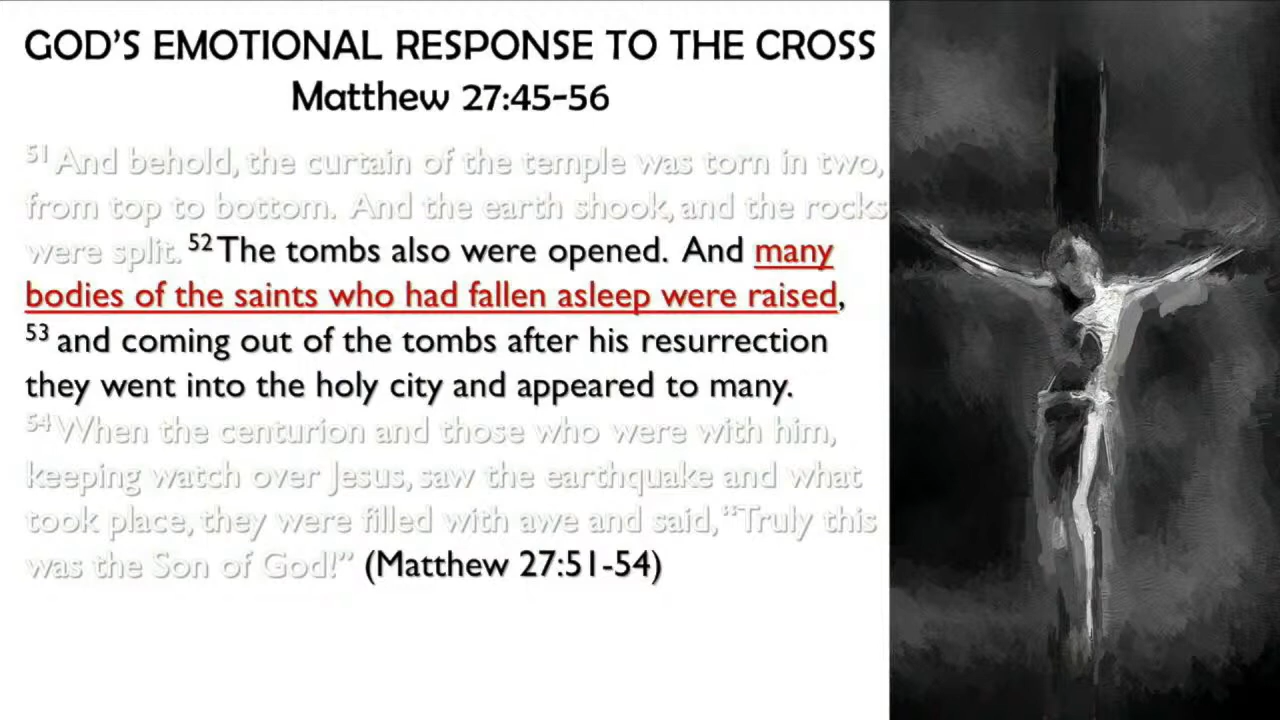 GOD'S EMOTIONAL RESPONSE TO THE CROSS
Matthew 27:45-56
51 And behold, the curtain of the temple was torn in two,
from top to bottom. And the earth shook, and the rocks
were split. 52 The tombs also were opened. And many
bodies of the saints who had fallen asleep were raised,
53 and coming out of the tombs after his resurrection
they went into the holy city and appeared to many.
54 When the centurion and those who were with him,
keeping watch over Jesus, saw the earthquake and what
took place, they were filled with awe and said, "Truly this
was the Son of God!" (Matthew 27:51-54)